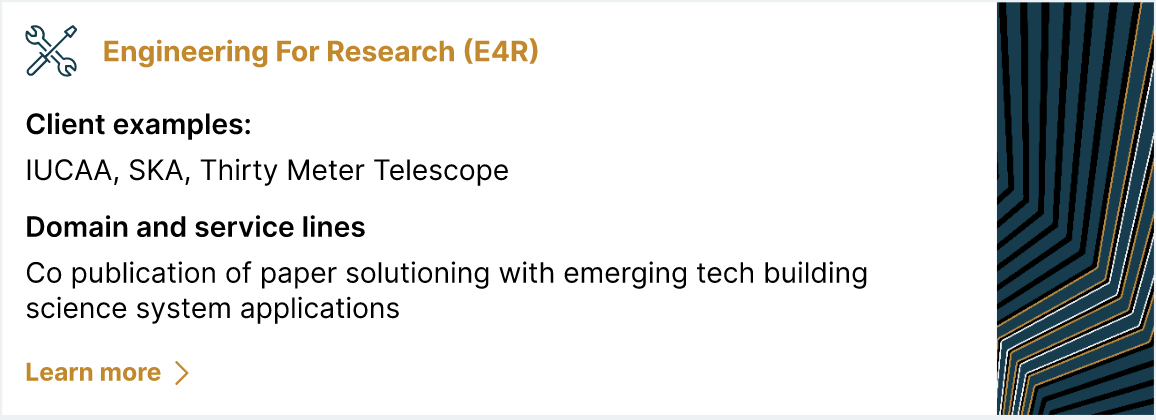 Engineering For Research (E4R)
Client examples:
IUCAA, SKA, Thirty Meter Telescope
Domain and service lines
Co publication of paper solutioning with emerging tech building
science system applications
Learn more